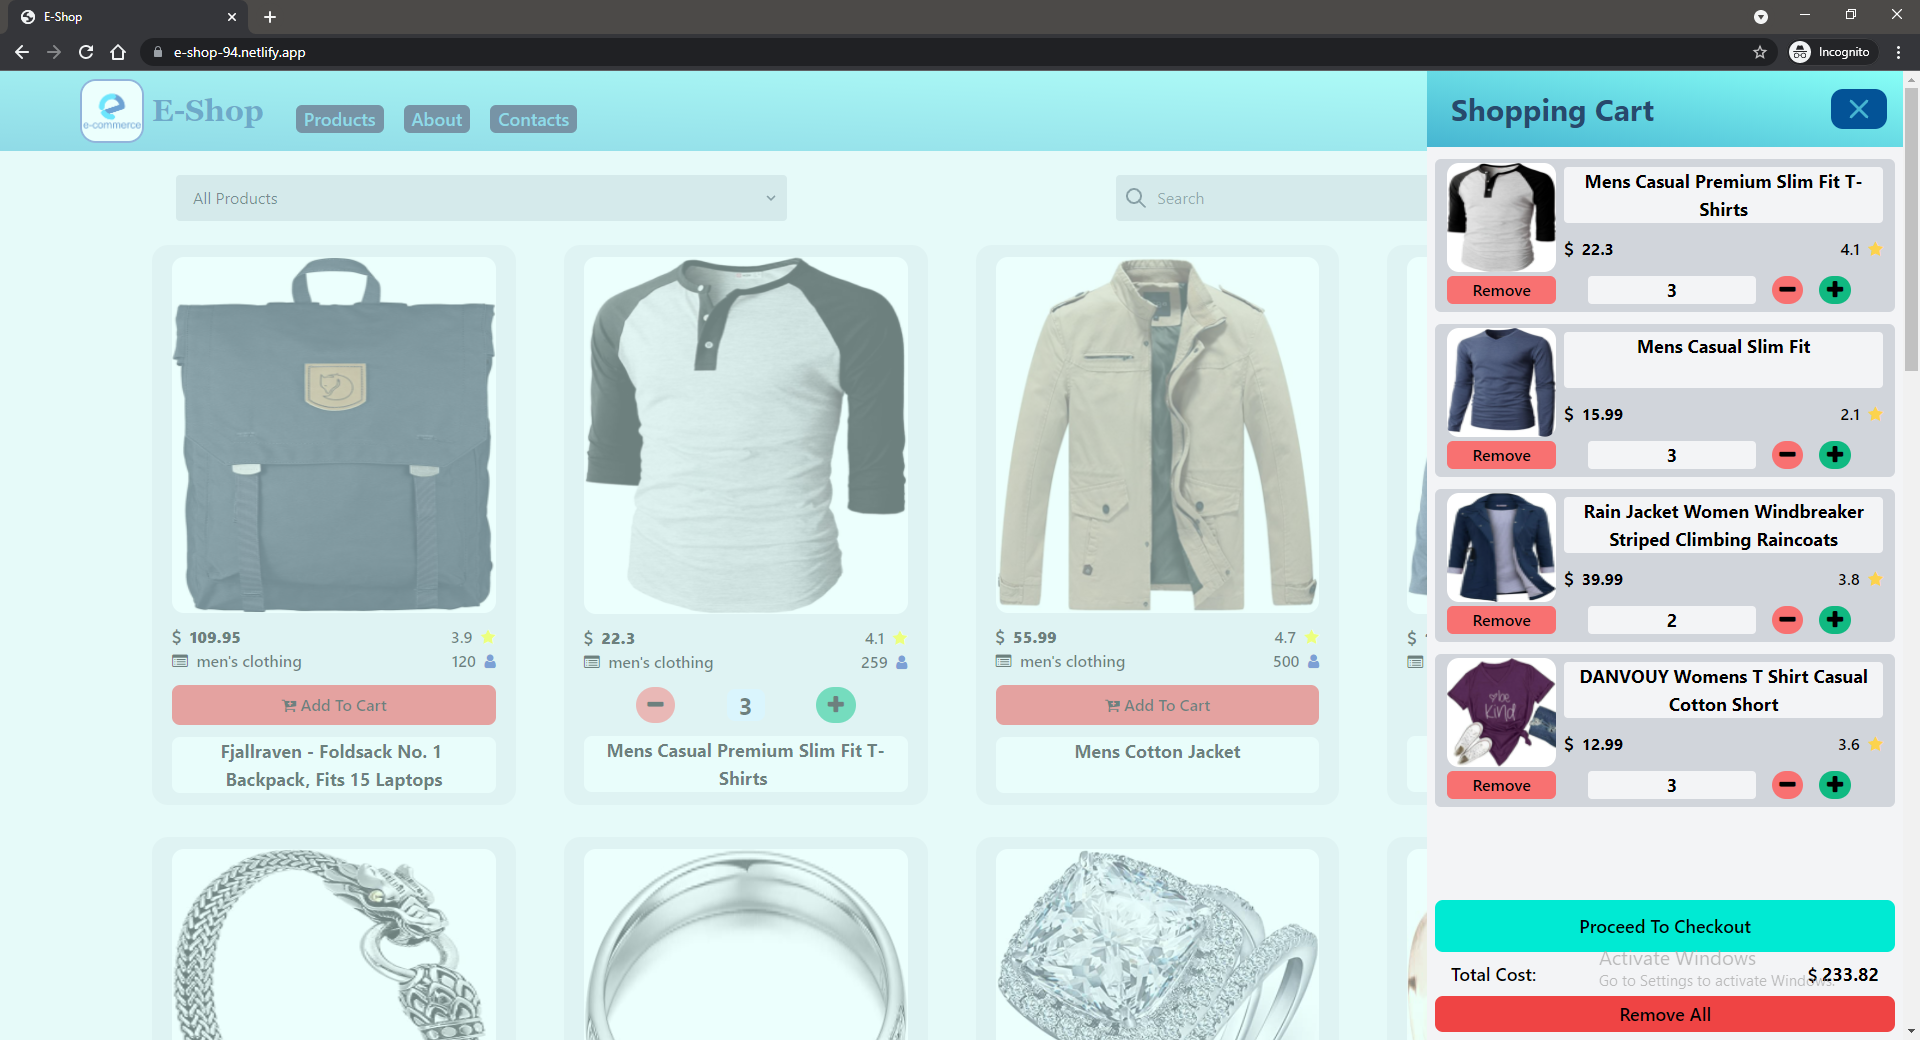 E-Shop
e-shop-94.netlify.app
Incognito
e-commerce
E-Shop
Products
About
Contacts
All Products
Search
$ 109.95
3.9
men's clothing
120
Add To Cart
Fjallraven - Foldsack No. 1
Backpack, Fits 15 Laptops
$ 22.3
4.1
men's clothing
259
3
Mens Casual Premium Slim Fit T-
Shirts
$ 55.99
4.7
men's clothing
500
Add To Cart
Mens Cotton Jacket
$
Shopping Cart
Mens Casual Premium Slim Fit T-
Shirts
$ 22.3
4.1
Remove
3
Mens Casual Slim Fit
$ 15.99
2.1
Remove
3
Rain Jacket Women Windbreaker
Striped Climbing Raincoats
$ 39.99
3.8
Remove
2
be
kind
DANVOUY Womens T Shirt Casual
Cotton Short
$ 12.99
3.6
Remove
3
Proceed To Checkout
Activate Windows
Total Cost:
$ 233.82
Go to Settings to activate Windows.
Remove All